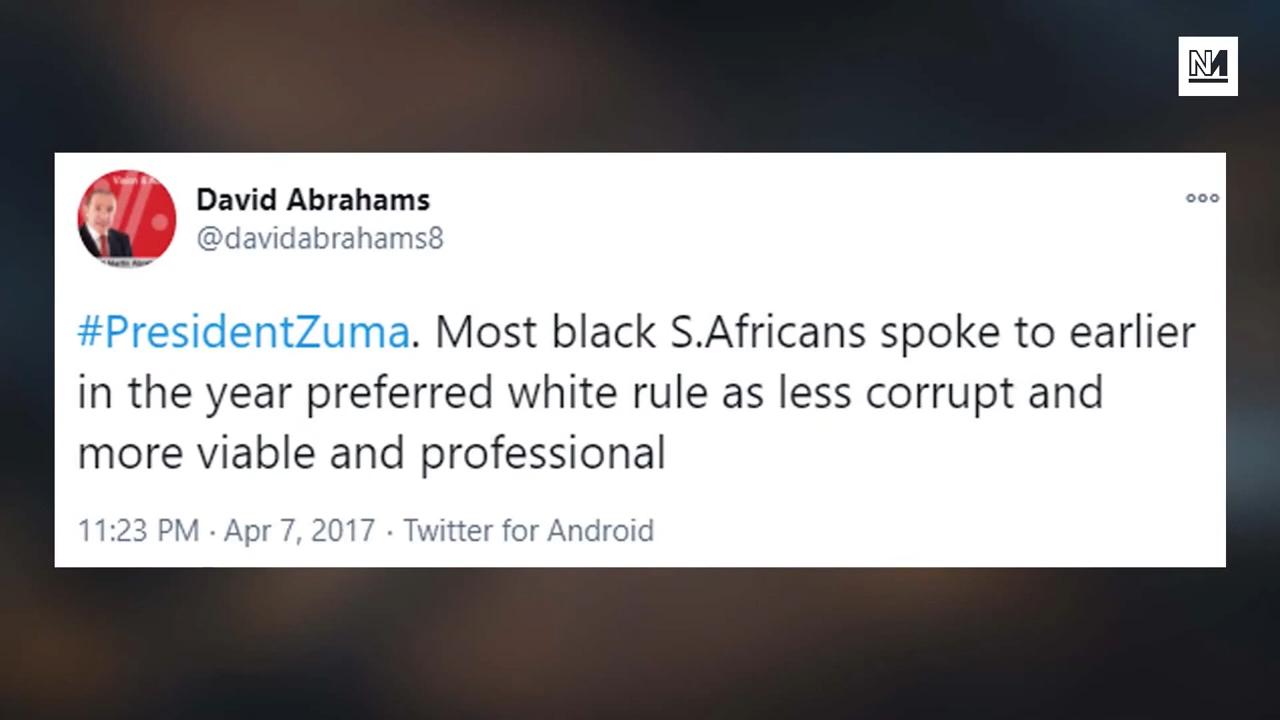 NM
David Abrahams
@davidabrahams8
#PresidentZuma. Most black S.Africans spoke to earlier
in the year preferred white rule as less corrupt and
more viable and professional
11:23 PM · Apr 7, 2017 · Twitter for Android